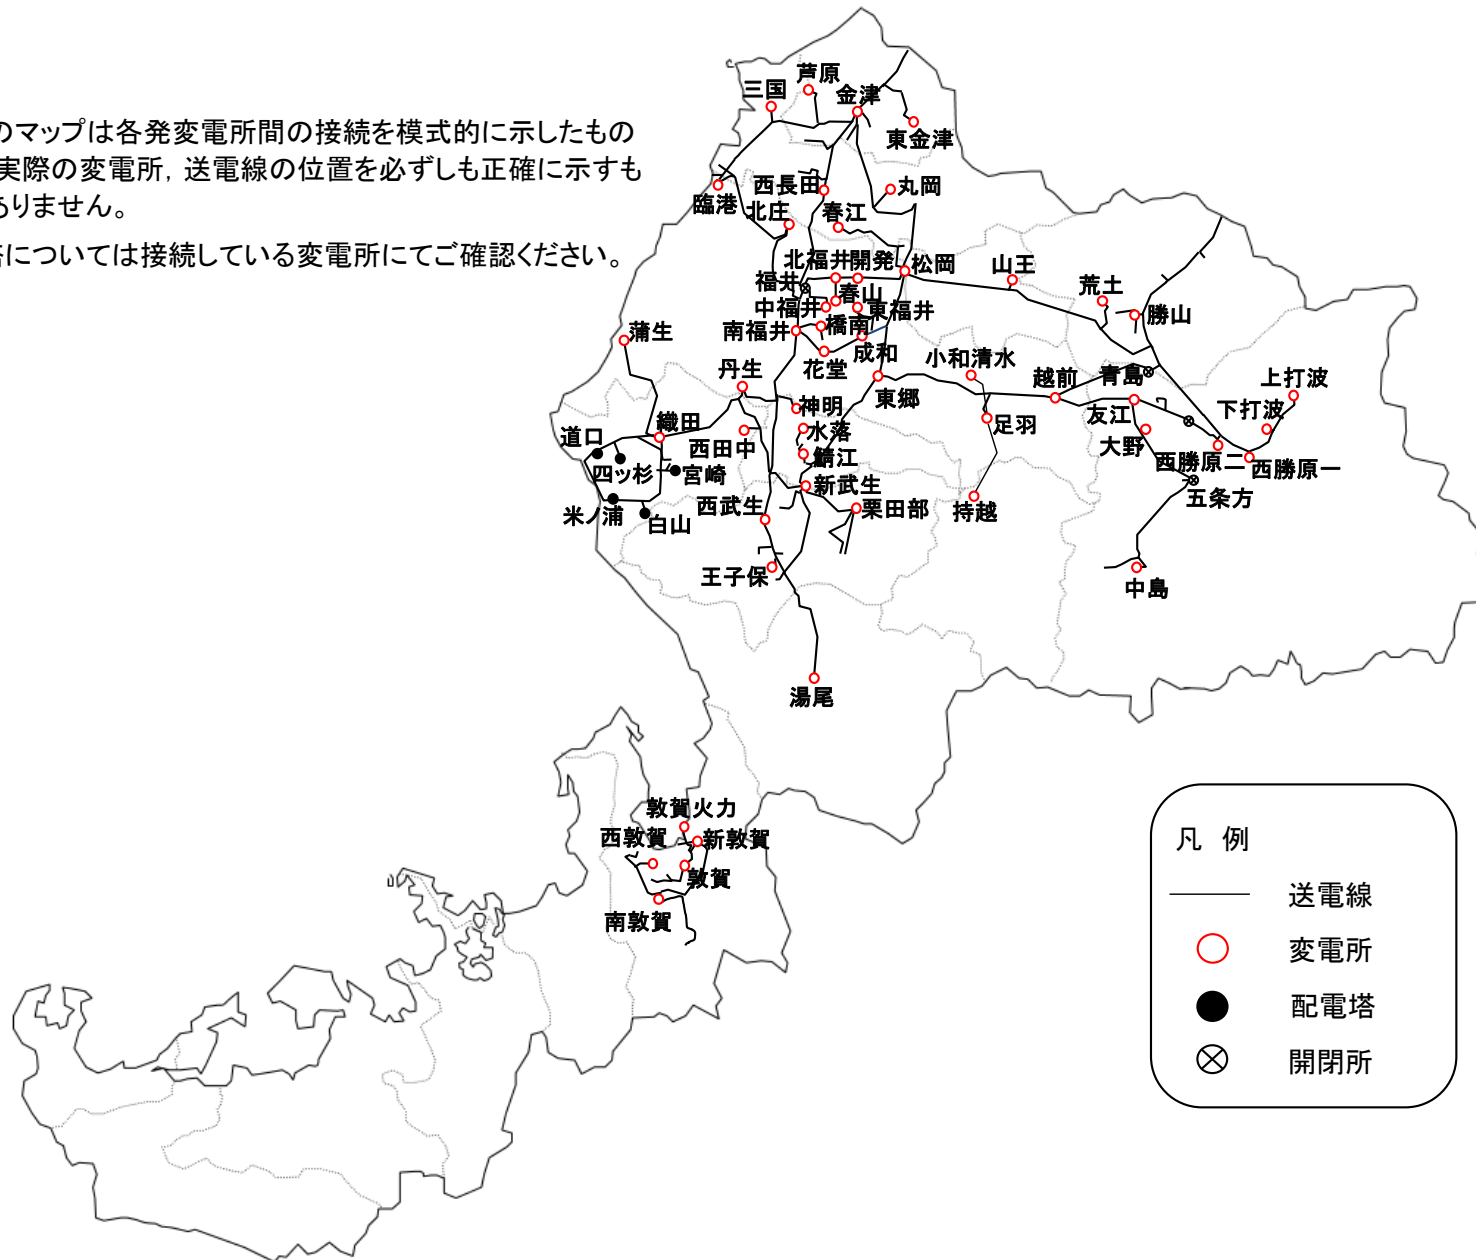 のマップは各発変電所間の接続を模式的に示したもの
実際の変電所，送電線の位置を必ずしも正確に示すも
ありません。
については接続している変電所にてご確認ください。
芦原
三国
金津
東金津
西長田
丸岡
臨港
北庄
春江
北福井
開発
松岡
山王
福井
荒土
春山
中福井
東福井
勝山
南福井
橋南
蒲生
成和
小和清水
花堂
丹生
越前
青島
上打波
東郷
神明
下打波
織田
足羽
友江
水落
道口
西田中
大野
鯖江
西勝原二
西勝原一
四ッ杉
宮崎
新武生
五条方
西武生
栗田部
持越
米ノ浦
白山
王子保
中島
湯尾
敦賀火力
西敦賀
新敦賀
敦賀
南敦賀
凡 例
送電線
変電所
配電塔
開閉所